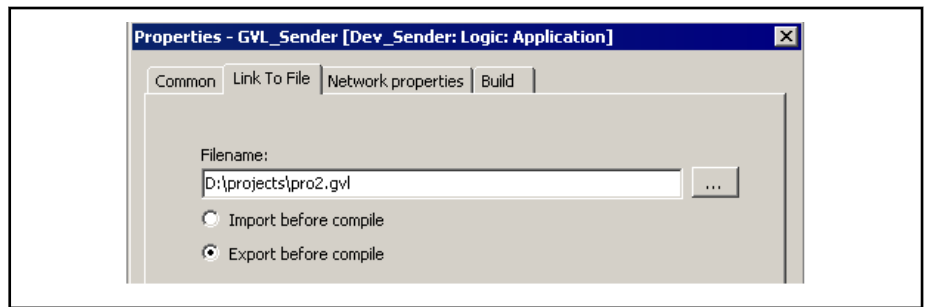 Properties - GVL_Sender [Dev_Sender: Logic: Application]
Common Link To File Network properties Build
Filename:
D:\projects\pro2.gvl ...
Import before compile
Export before compile